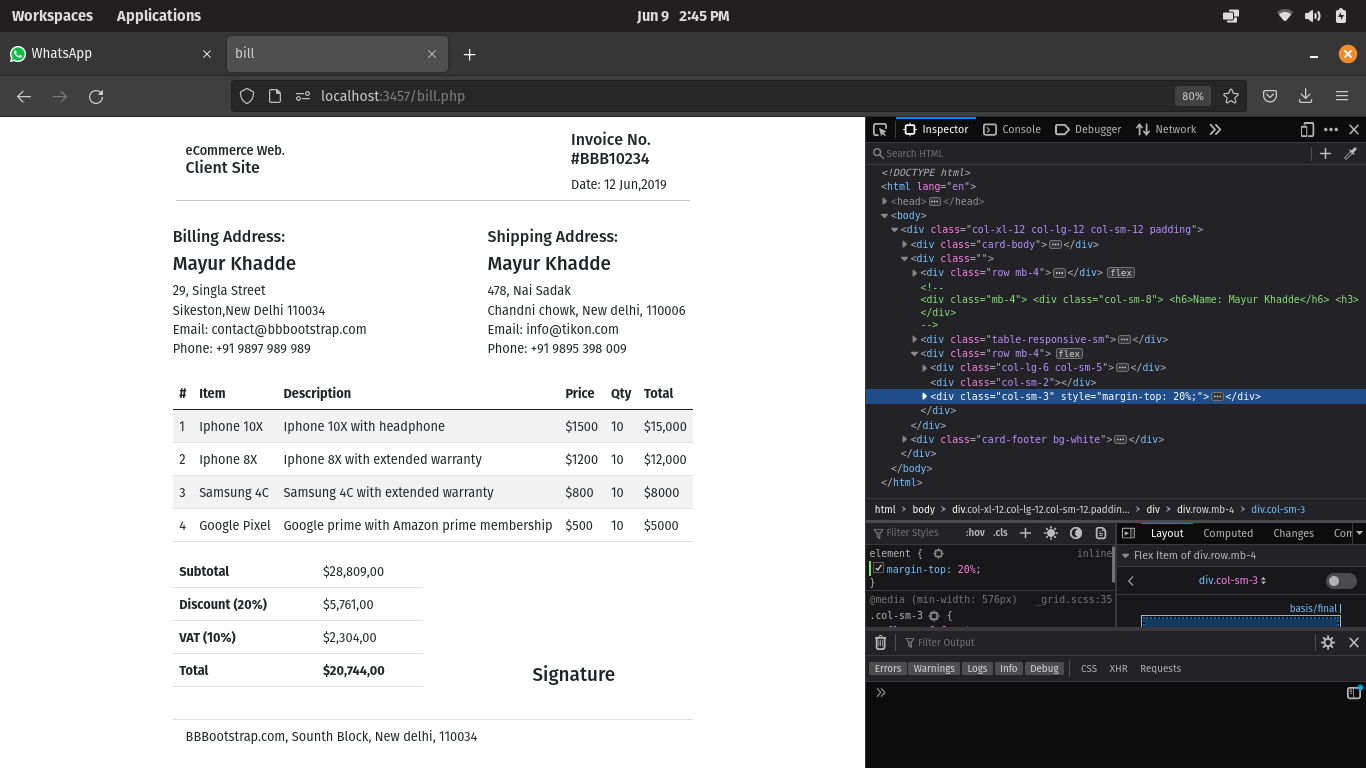 Workspaces Applications Jun 9 2:45 PM
WhatsApp bill
localhost:3457/bill.php 80%
eCommerce Web.
Client Site
Invoice No.
#BBB10234
Date: 12 Jun,2019
Billing Address:
Mayur Khadde
29, Singla Street
Sikeston,New Delhi 110034
Email: contact@bbbootstrap.com
Phone: +91 9897 989 989
Shipping Address:
Mayur Khadde
478, Nai Sadak
Chandni chowk, New delhi, 110006
Email: info@tikon.com
Phone: +91 9895 398 009
# Item Description Price Qty Total
1 Iphone 10X Iphone 10X with headphone $1500 10 $15,000
2 Iphone 8X Iphone 8X with extended warranty $1200 10 $12,000
3 Samsung 4C Samsung 4C with extended warranty $800 10 $8000
4 Google Pixel Google prime with Amazon prime membership $500 10 $5000
Subtotal $28,809,00
Discount (20%) $5,761,00
VAT (10%) $2,304,00
Total $20,744,00
Signature
BBBootstrap.com, Sounth Block, New delhi, 110034
Inspector Console Debugger Network
Search HTML
<!DOCTYPE html>
<html lang="en">
<head></head>
<body>
<div class="col-xl-12 col-lg-12 col-sm-12 padding">
<div class="card-body"></div>
<div class="">
<div class="row mb-4"></div> flex
<!--
<div class="mb-4"> <div class="col-sm-8"> <h6>Name: Mayur Khadde</h6> <h3>
</div>
-->
<div class="table-responsive-sm"></div>
<div class="row mb-4"> flex
<div class="col-lg-6 col-sm-5"></div>
<div class="col-sm-2"></div>
<div class="col-sm-3" style="margin-top: 20%;"></div>
</div>
</div>
<div class="card-footer bg-white"></div>
</div>
</body>
</html>
html body div.col-xl-12.col-lg-12.col-sm-12.paddin... div div.row.mb-4 div.col-sm-3
Filter Styles :hov .cls
element { inline
margin-top: 20%;
}
@media (min-width: 576px) _grid.scss:35
.col-sm-3 {
Layout Computed Changes
Flex Item of div.row.mb-4
div.col-sm-3
basis/final
Filter Output
Errors Warnings Logs Info Debug CSS XHR Requests